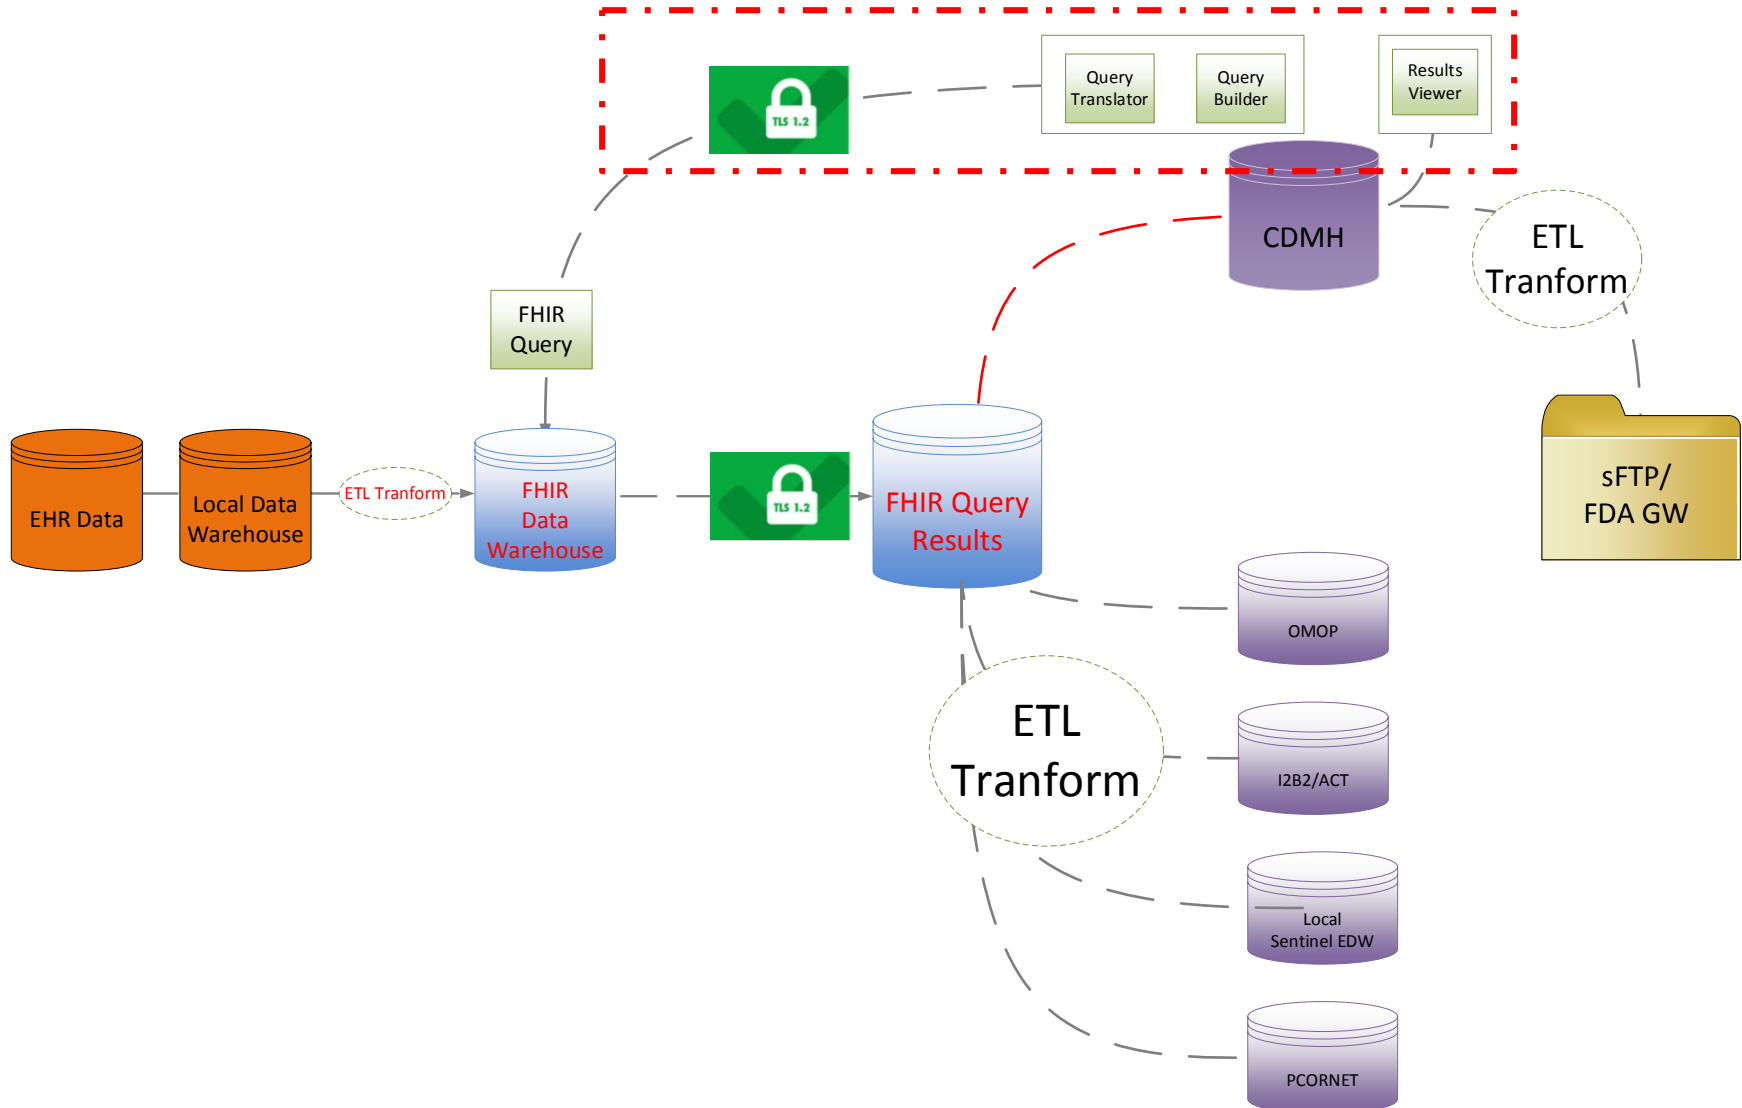 Query
Translator
Query
Builder
Results
Viewer
TLS 1.2
CDMH
ETL
Tranform
FHIR
Query
EHR Data
Local Data
Warehouse
ETL Tranform
FHIR
Data
Warehouse
TLS 1.2
FHIR Query
Results
sFTP/
FDA GW
OMOP
ETL
Tranform
I2B2/ACT
Local
Sentinel EDW
PCORNET